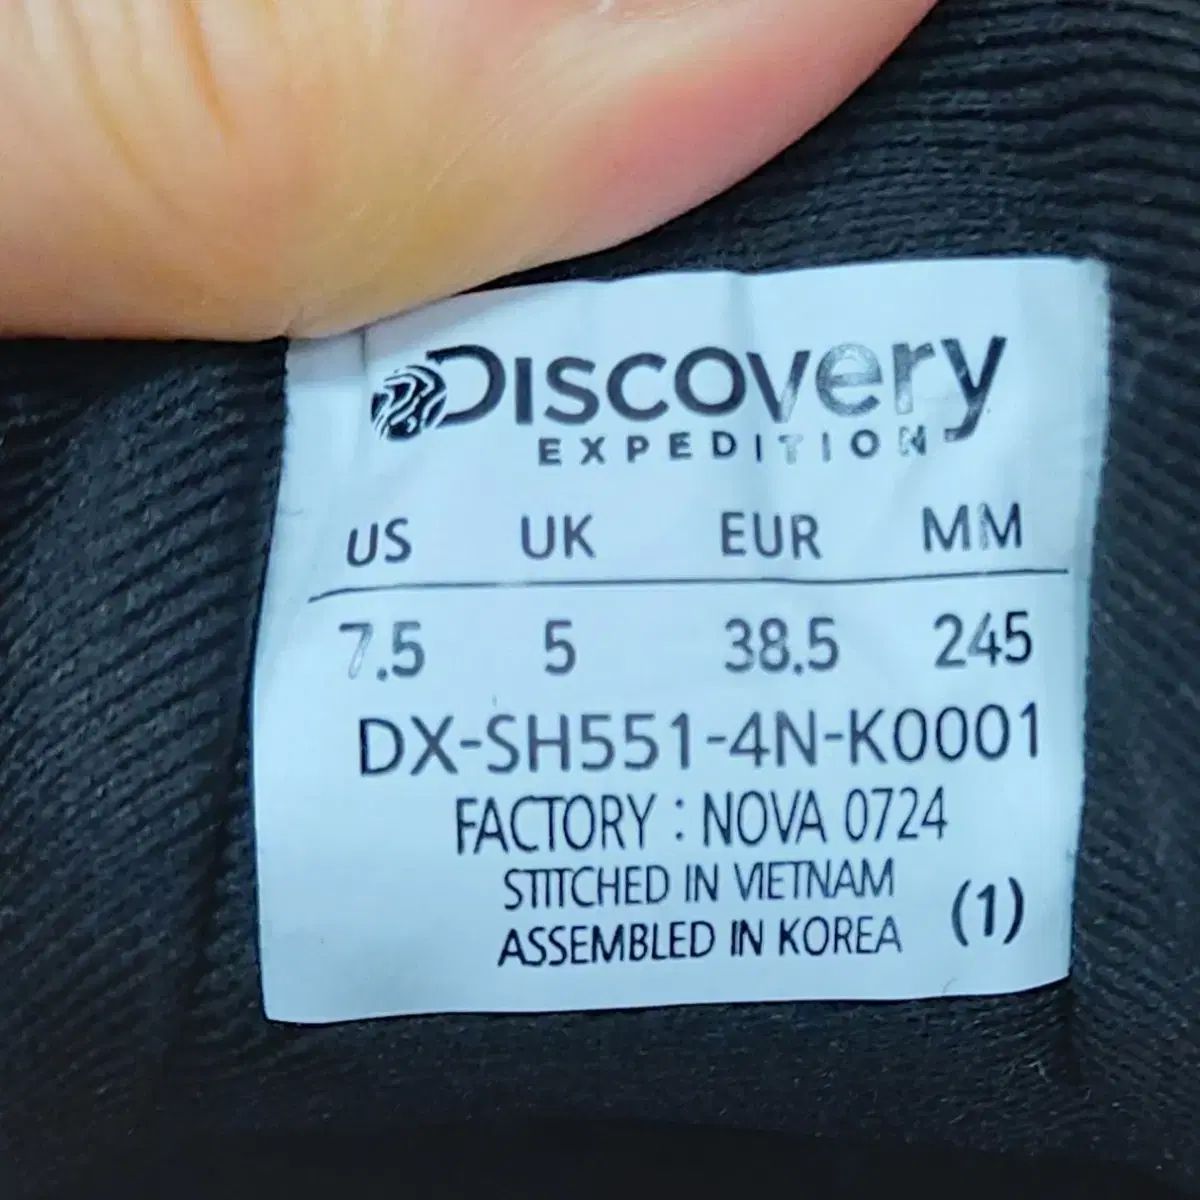 DISCOVERY
EXPEDITION
US UK EUR MM
7.5 5 38.5 245
DX-SH551-4N-K0001
FACTORY : NOVA 0724
STITCHED IN VIETNAM
ASSEMBLED IN KOREA (1)